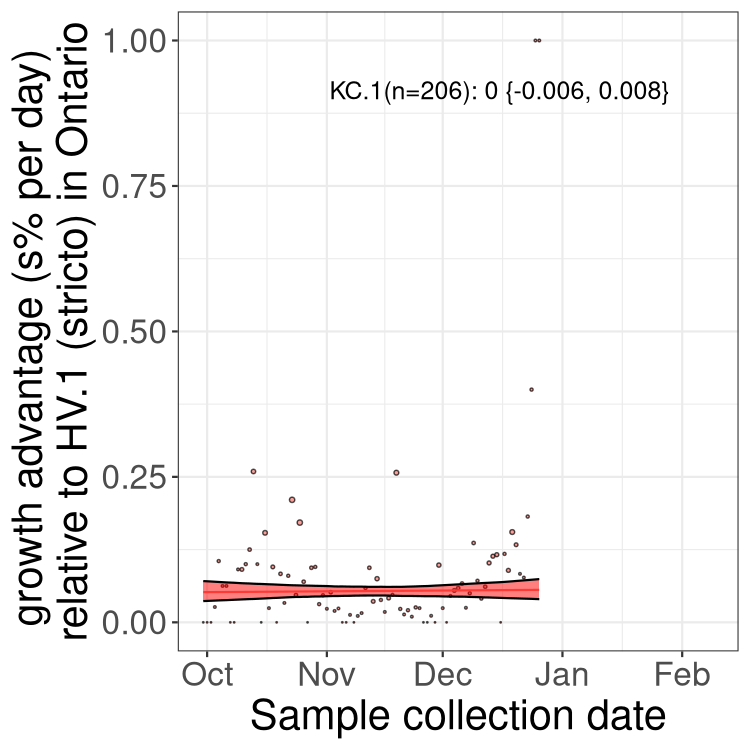 growth advantage (s% per day)
relative to HV.1 (stricto) in Ontario
1.00
0.75
0.50
0.25
0.00
KC.1(n=206): 0 {-0.006, 0.008}
Oct Nov Dec Jan Feb
Sample collection date